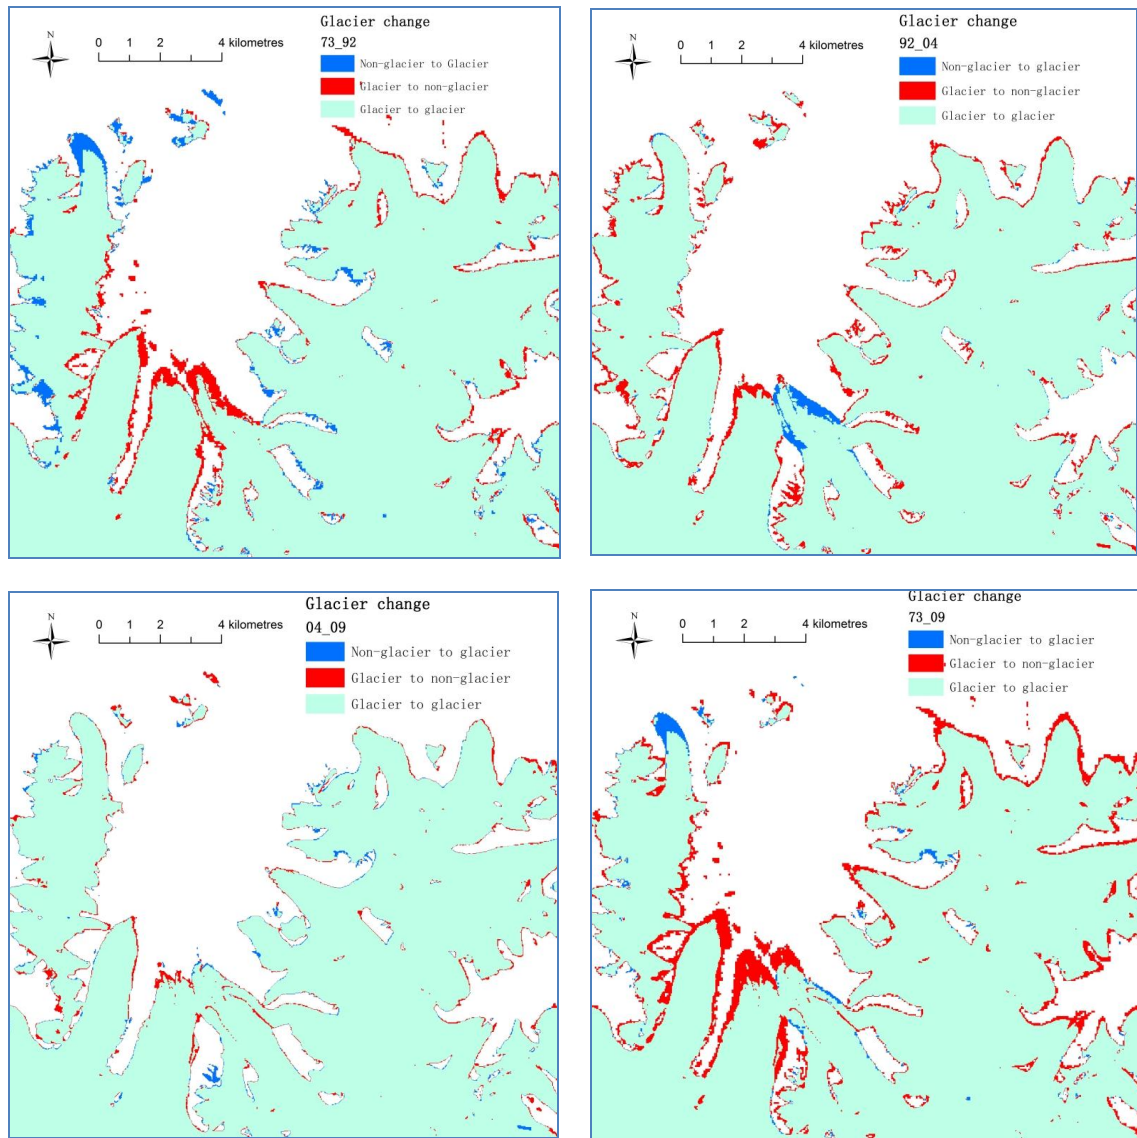 Glacier change
73_92
N
0 1 2 4 kilometres
Non-glacier to Glacier
Glacier to non-glacier
Glacier to glacier
Glacier change
92_04
N
0 1 2 4 kilometres
Non-glacier to glacier
Glacier to non-glacier
Glacier to glacier
Glacier change
04_09
N
0 1 2 4 kilometres
Non-glacier to glacier
Glacier to non-glacier
Glacier to glacier
Glacier change
73_09
N
0 1 2 4 kilometres
Non-glacier to glacier
Glacier to non-glacier
Glacier to glacier